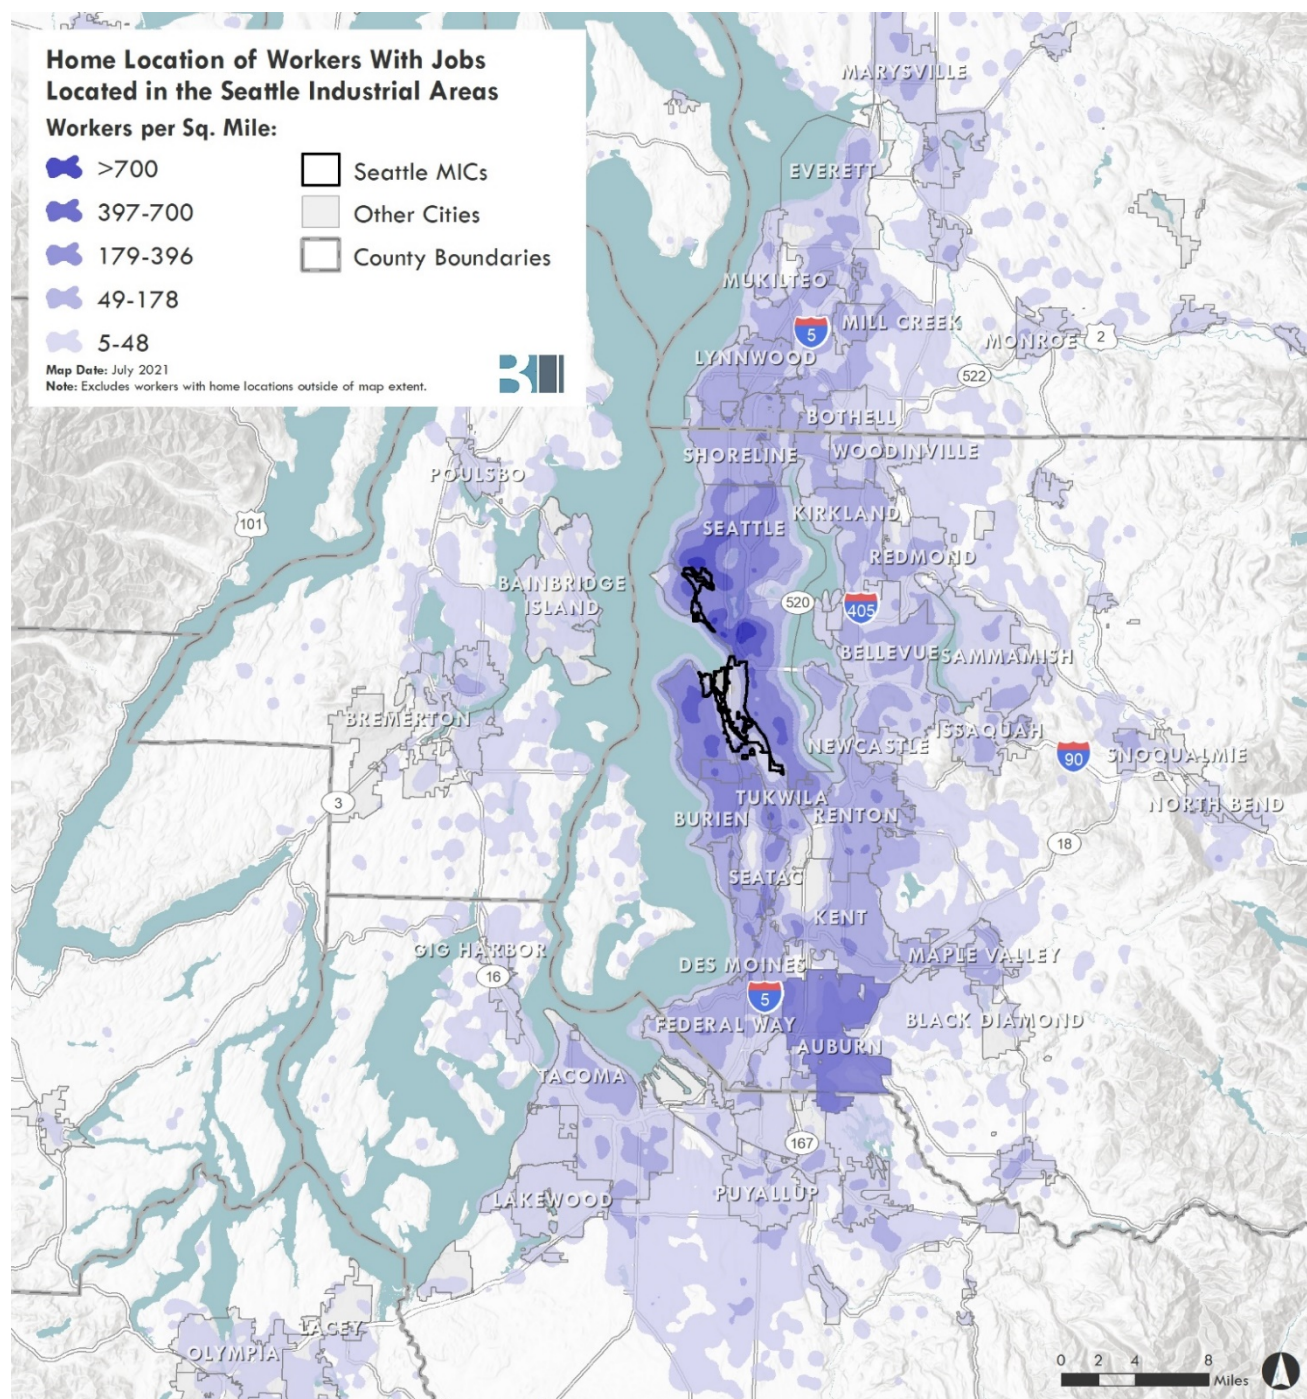 Home Location of Workers With Jobs
Located in the Seattle Industrial Areas
Workers per Sq. Mile:
>700
397-700
179-396
49-178
5-48
Seattle MICs
Other Cities
County Boundaries
Map Date: July 2021
Note: Excludes workers with home locations outside of map extent.
MARYSVILLE
EVERETT
MUKILTEO
5
MILL CREEK
MONROE
2
LYNNWOOD
522
BOTHELL
SHORELINE
WOODINVILLE
POULSBO
101
SEATTLE
KIRKLAND
REDMOND
BAINBRIDGE
ISLAND
520
405
BELLEVUE
SAMMAMISH
BREMERTON
NEWCASTLE
ISSAQUAH
90
SNOQUALMIE
3
TUKWILA
NORTH BEND
BURIEN
RENTON
18
SEATAC
KENT
GIG HARBOR
16
DES MOINES
MAPLE VALLEY
5
FEDERAL WAY
BLACK DIAMOND
AUBURN
TACOMA
167
LAKEWOOD
PUYALLUP
LACEY
OLYMPIA
0 2 4 8
Miles